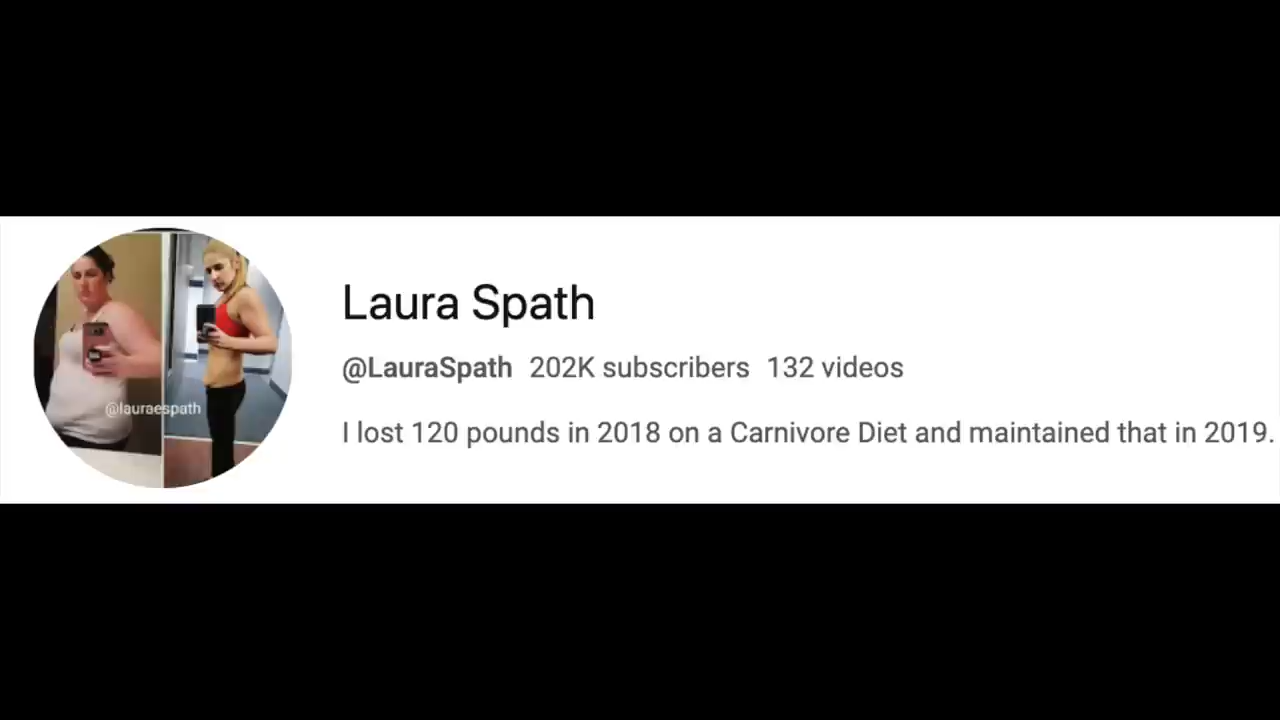 Laura Spath
@LauraSpath 202K subscribers 132 videos
@lauraespath
I lost 120 pounds in 2018 on a Carnivore Diet and maintained that in 2019.